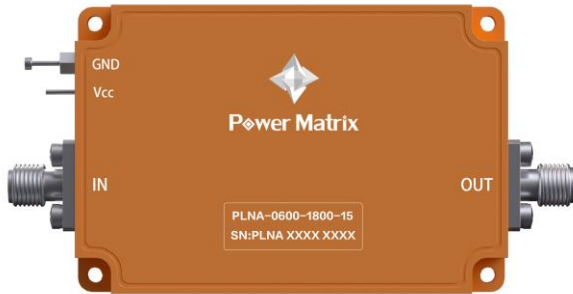 GND
Vcc
Power Matrix
IN
OUT
PLNA-0600-1800-15
SN:PLNA XXXX XXXX